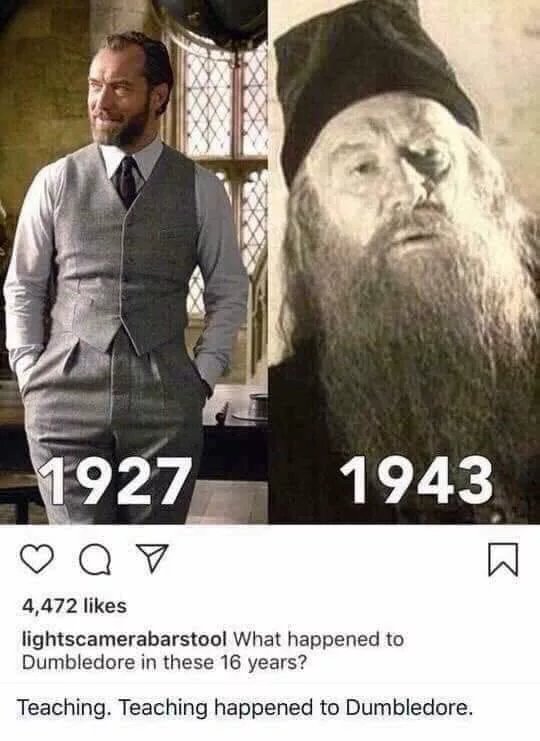 1927
1943
4,472 likes
lightscamerabarstool What happened to
Dumbledore in these 16 years?
Teaching. Teaching happened to Dumbledore.